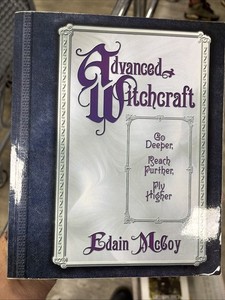 Advanced
Witchcraft
Go
Deeper,
Reach
Further,
Fly
Higher
Edain McCoy